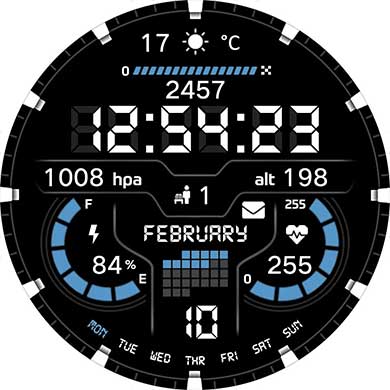 17 °C
0
2457
12:54:23
1008 hpa
alt 198
1
F
255
FEBRUARY
84%
E
255
0
10
MON TUE WED THR FRI SAT SUN